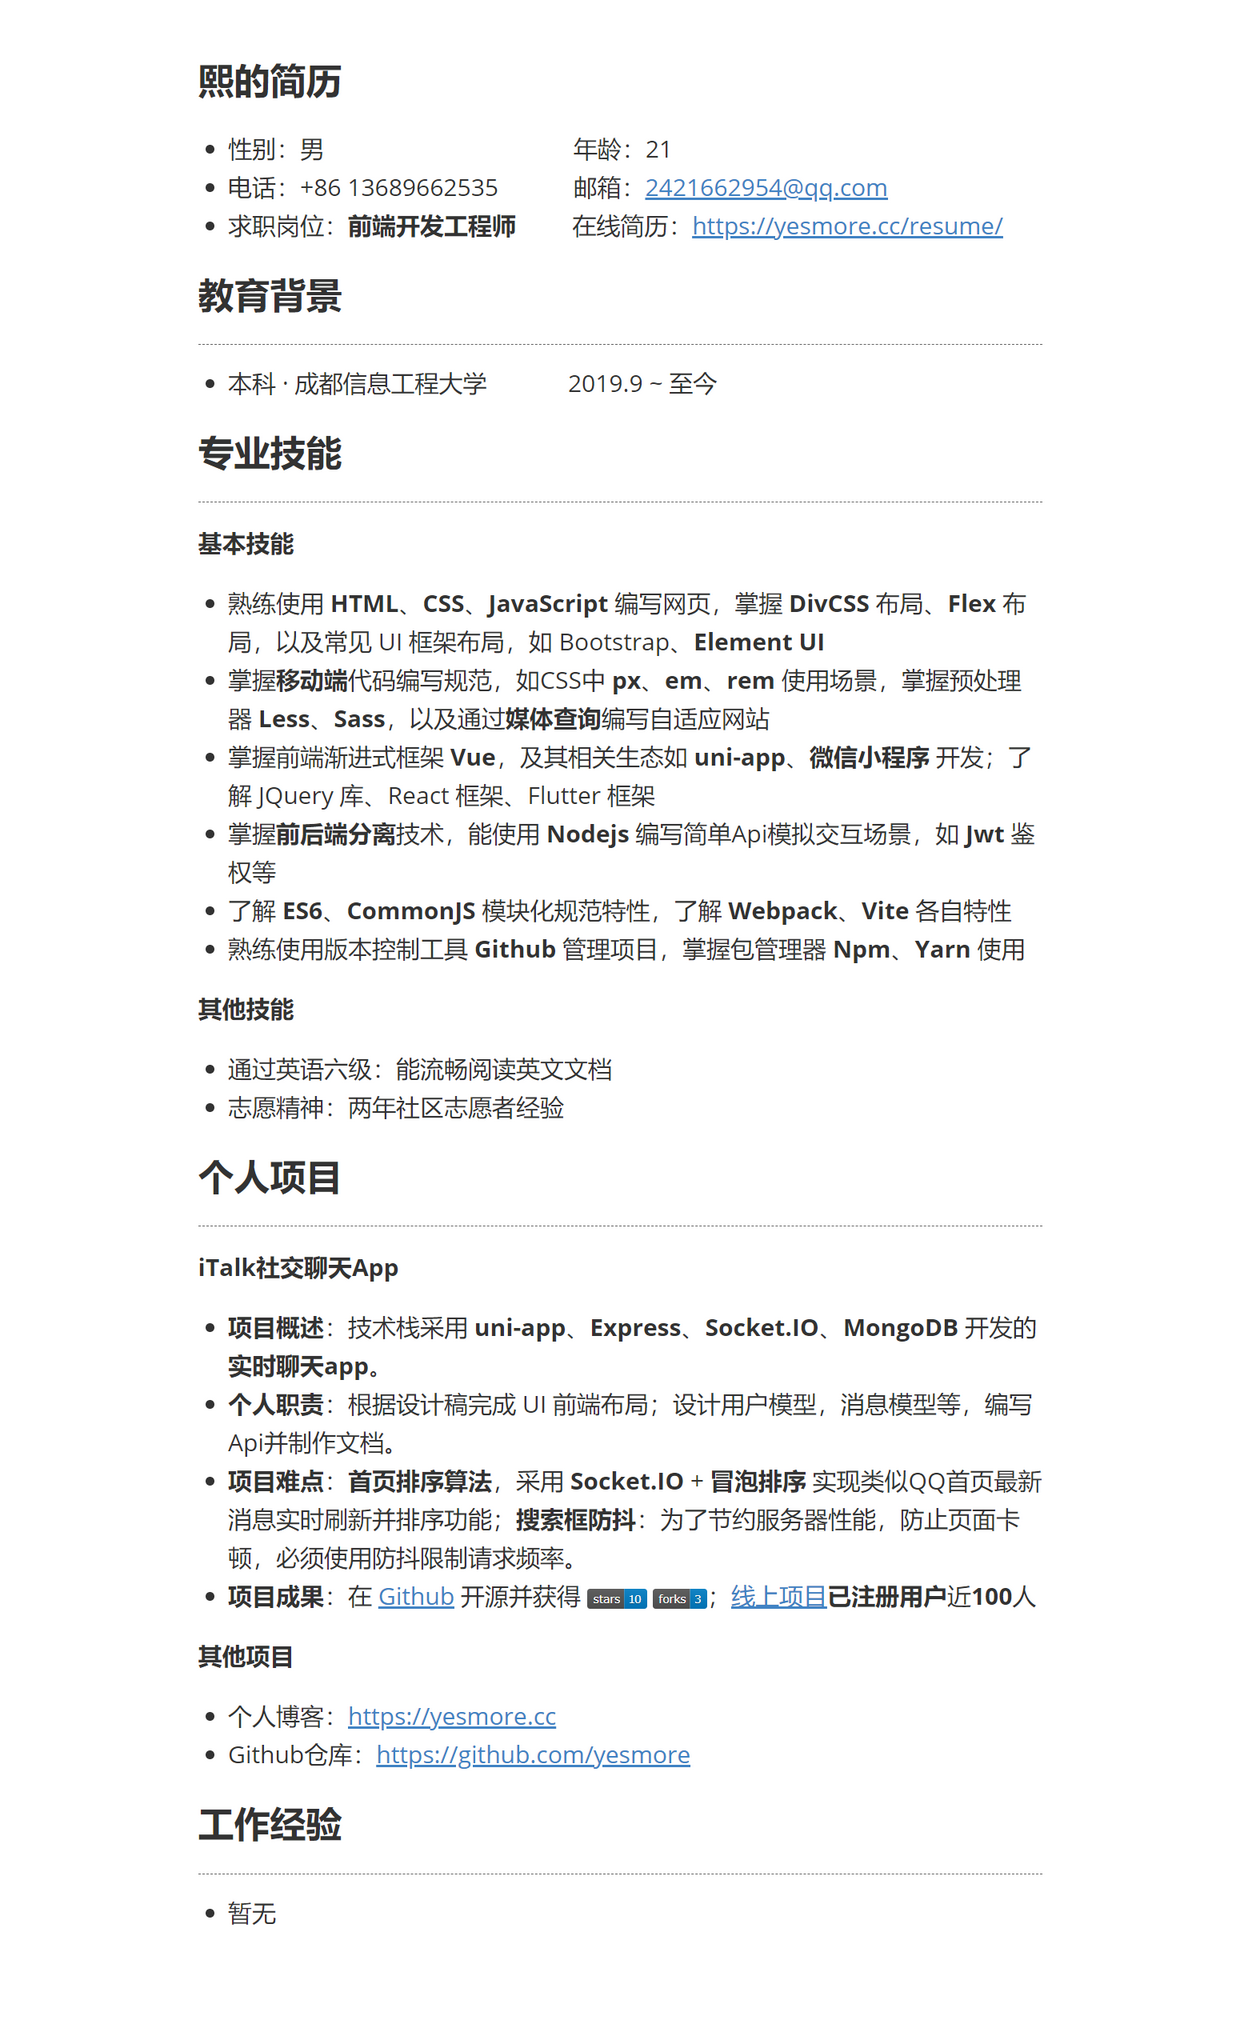 熙的简历
性别：男 年龄：21
电话：+86 13689662535 邮箱：2421662954@qq.com
求职岗位：前端开发工程师 在线简历：https://yesmore.cc/resume/
教育背景
本科 · 成都信息工程大学 2019.9 ~ 至今
专业技能
基本技能
熟练使用 HTML、CSS、JavaScript 编写网页，掌握 DivCSS 布局、Flex 布
局，以及常见 UI 框架布局，如 Bootstrap、Element UI
掌握移动端代码编写规范，如CSS中 px、em、rem 使用场景，掌握预处理
器 Less、Sass，以及通过媒体查询编写自适应网站
掌握前端渐进式框架 Vue，及其相关生态如 uni-app、微信小程序 开发；了
解 JQuery 库、React 框架、Flutter 框架
掌握前后端分离技术，能使用 Nodejs 编写简单Api模拟交互场景，如 Jwt 鉴
权等
了解 ES6、CommonJS 模块化规范特性，了解 Webpack、Vite 各自特性
熟练使用版本控制工具 Github 管理项目，掌握包管理器 Npm、Yarn 使用
其他技能
通过英语六级：能流畅阅读英文文档
志愿精神：两年社区志愿者经验
个人项目
iTalk社交聊天App
项目概述：技术栈采用 uni-app、Express、Socket.IO、MongoDB 开发的
实时聊天app。
个人职责：根据设计稿完成 UI 前端布局；设计用户模型，消息模型等，编写
Api并制作文档。
项目难点：首页排序算法，采用 Socket.IO + 冒泡排序 实现类似QQ首页最新
消息实时刷新并排序功能；搜索框防抖：为了节约服务器性能，防止页面卡
顿，必须使用防抖限制请求频率。
项目成果：在 Github 开源并获得 stars 10 forks 3；线上项目已注册用户近100人
其他项目
个人博客：https://yesmore.cc
Github仓库：https://github.com/yesmore
工作经验
暂无